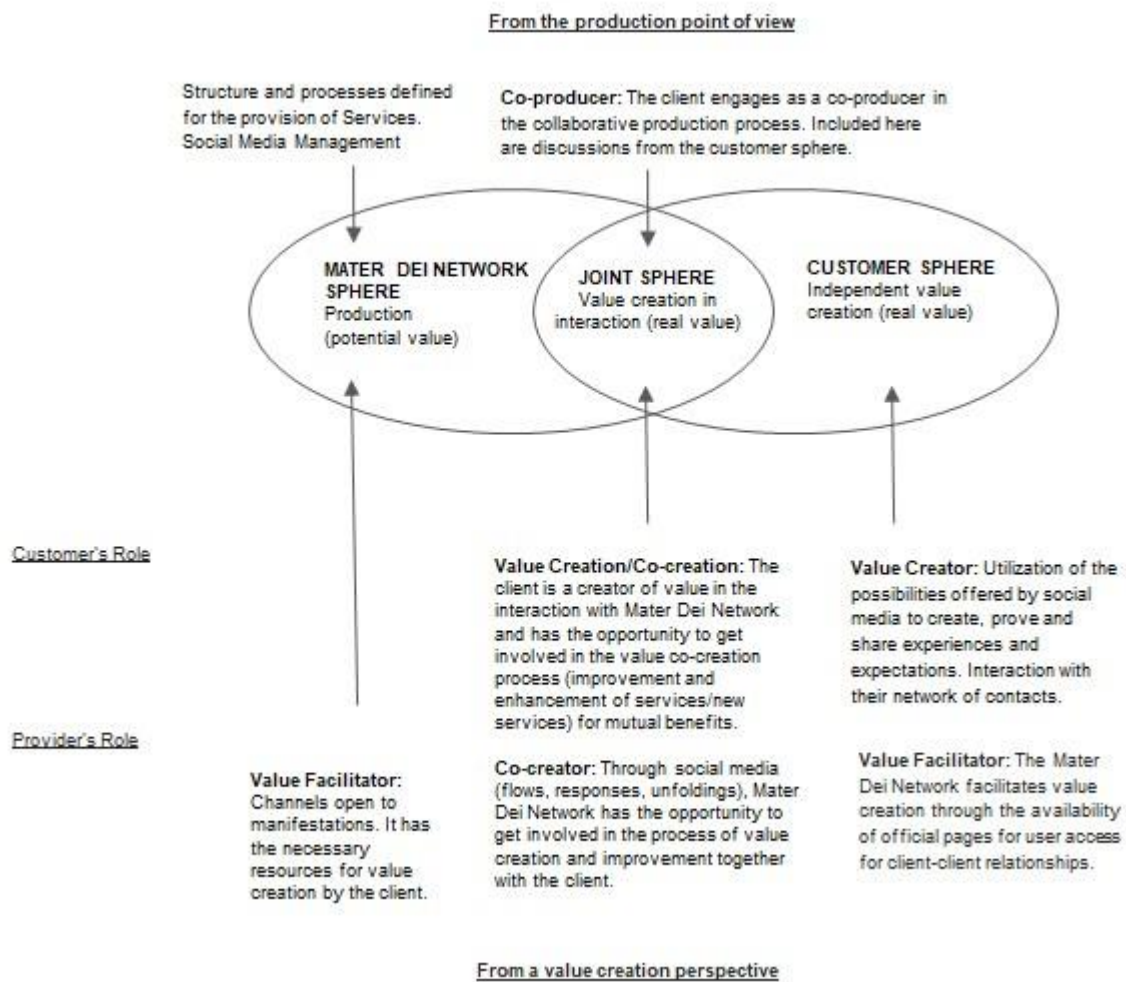 From the production point of view
Structure and processes defined
for the provision of Services.
Social Media Management
Co-producer: The client engages as a co-producer in
the collaborative production process. Included here
are discussions from the customer sphere.
MATER DEI NETWORK
SPHERE
Production
(potential value)
JOINT SPHERE
Value creation in
interaction (real value)
CUSTOMER SPHERE
Independent value
creation (real value)
Customer's Role
Value Creation/Co-creation: The
client is a creator of value in the
interaction with Mater Dei Network
and has the opportunity to get
involved in the value co-creation
process (improvement and
enhancement of services/new
services) for mutual benefits.
Value Creator: Utilization of the
possibilities offered by social
media to create, prove and
share experiences and
expectations. Interaction with
their network of contacts.
Provider's Role
Value Facilitator:
Channels open to
manifestations. It has
the necessary
resources for value
creation by the client.
Co-creator: Through social media
(flows, responses, unfoldings), Mater
Dei Network has the opportunity to
get involved in the process of value
creation and improvement together
with the client.
Value Facilitator: The Mater
Dei Network facilitates value
creation through the availability
of official pages for user access
for client-client relationships.
From a value creation perspective